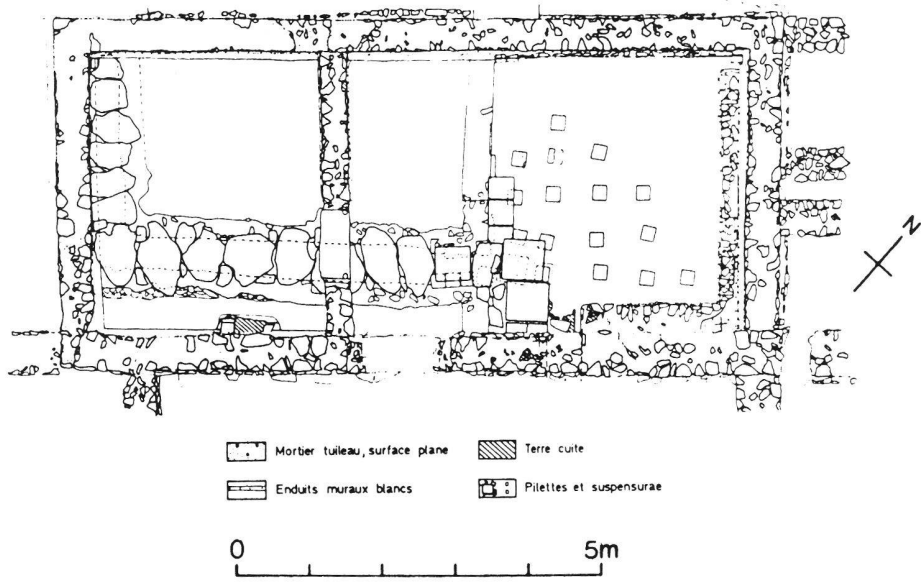 N
Mortier tuileau, surface plane
Terre cuite
Enduits muraux blancs
Pilettes et suspensurae
0 5m